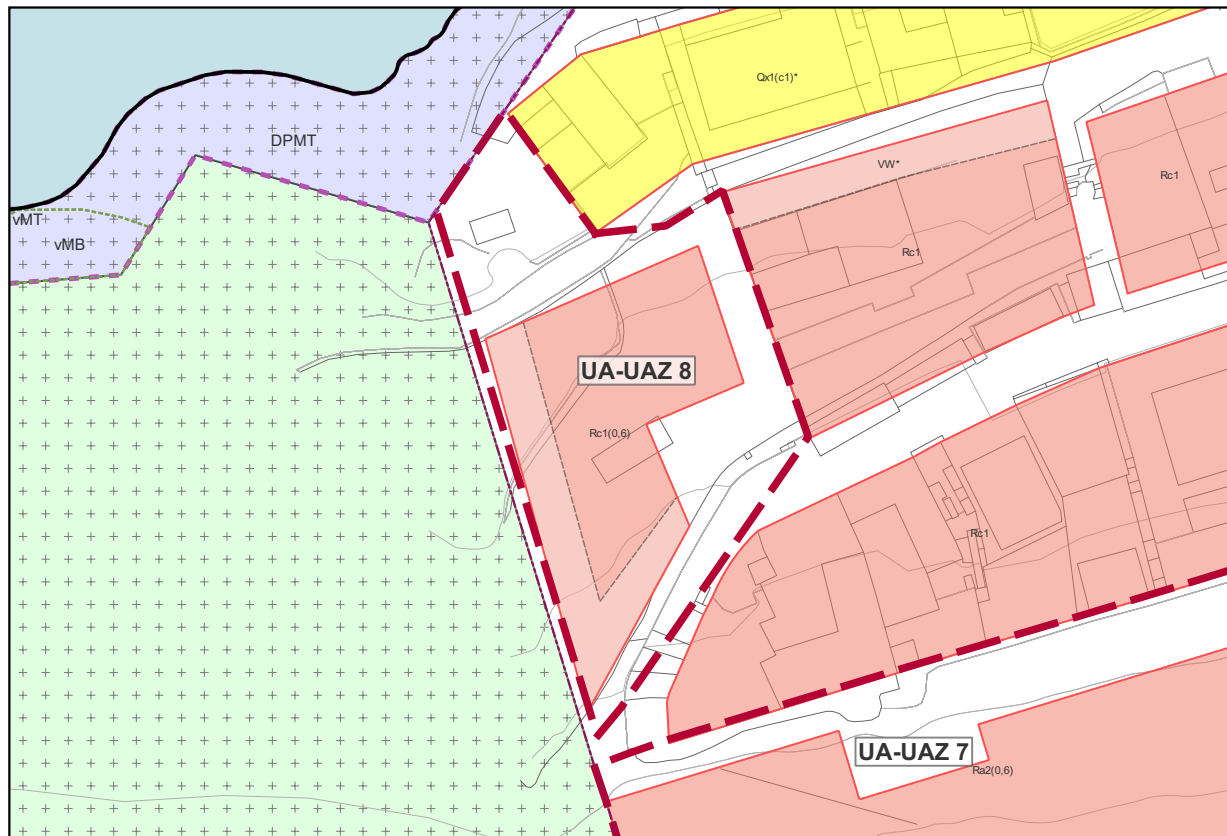 Qx1(c1)*
DPMT
VW*
Rc1
vMT
vMB
Rc1
UA-UAZ 8
Rc1(0,6)
Rc1
UA-UAZ 7
Ra2(0,6)